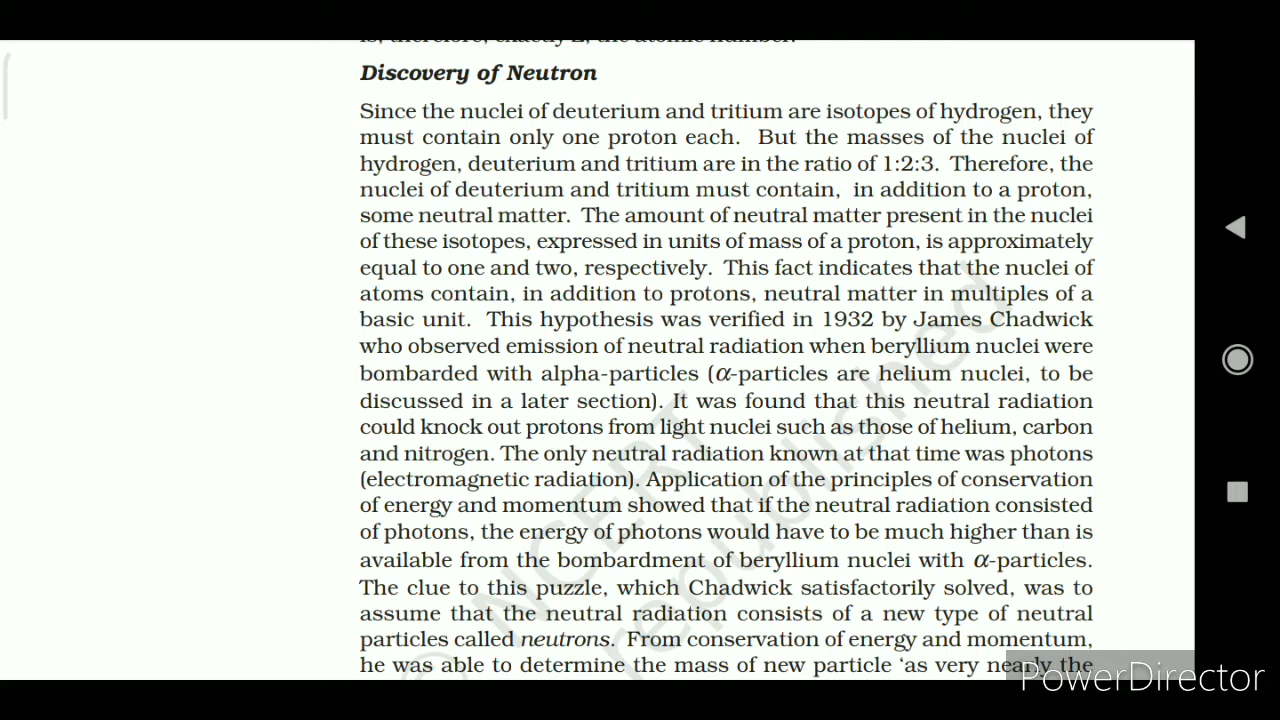 is, therefore, exactly Z, the atomic number.
Discovery of Neutron
Since the nuclei of deuterium and tritium are isotopes of hydrogen, they
must contain only one proton each. But the masses of the nuclei of
hydrogen, deuterium and tritium are in the ratio of 1:2:3. Therefore, the
nuclei of deuterium and tritium must contain, in addition to a proton,
some neutral matter. The amount of neutral matter present in the nuclei
of these isotopes, expressed in units of mass of a proton, is approximately
equal to one and two, respectively. This fact indicates that the nuclei of
atoms contain, in addition to protons, neutral matter in multiples of a
basic unit. This hypothesis was verified in 1932 by James Chadwick
who observed emission of neutral radiation when beryllium nuclei were
bombarded with alpha-particles (α-particles are helium nuclei, to be
discussed in a later section). It was found that this neutral radiation
could knock out protons from light nuclei such as those of helium, carbon
and nitrogen. The only neutral radiation known at that time was photons
(electromagnetic radiation). Application of the principles of conservation
of energy and momentum showed that if the neutral radiation consisted
of photons, the energy of photons would have to be much higher than is
available from the bombardment of beryllium nuclei with α-particles.
The clue to this puzzle, which Chadwick satisfactorily solved, was to
assume that the neutral radiation consists of a new type of neutral
particles called neutrons. From conservation of energy and momentum,
he was able to determine the mass of new particle ‘as very nearly the
© NCERT
republished
PowerDirector